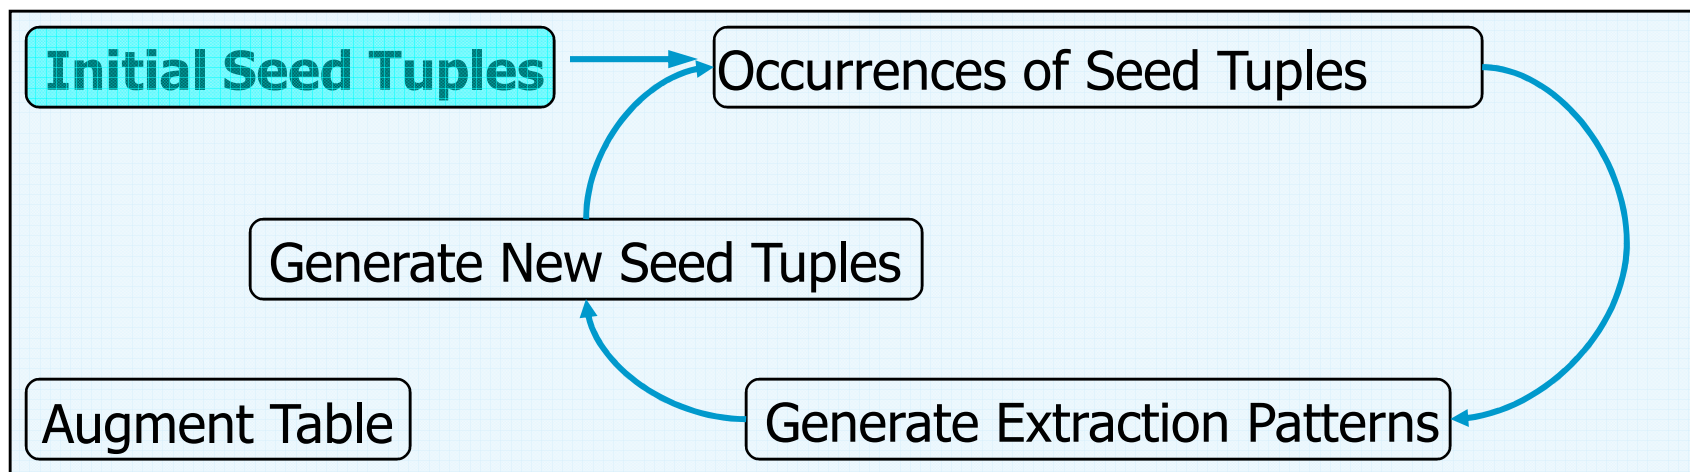 Initial Seed Tuples
Occurrences of Seed Tuples
Generate New Seed Tuples
Augment Table
Generate Extraction Patterns